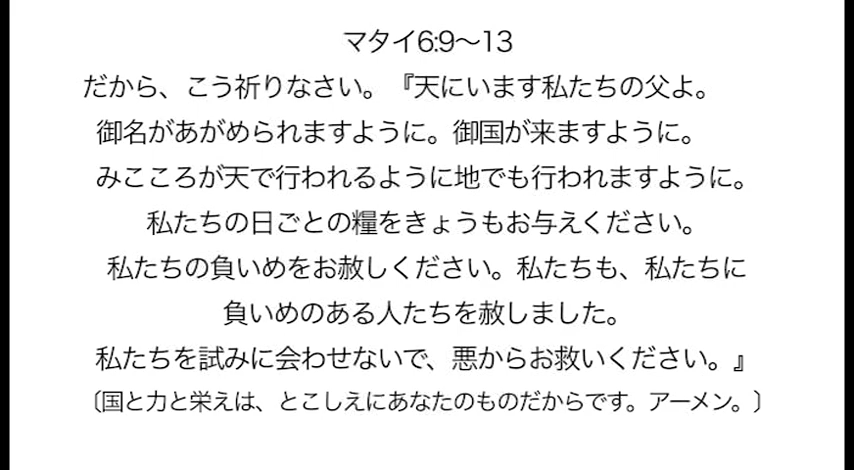 マタイ6:9〜13
だから、こう祈りなさい。『天にいます私たちの父よ。
御名があがめられますように。御国が来ますように。
みこころが天で行われるように地でも行われますように。
私たちの日ごとの糧をきょうもお与えください。
私たちの負いめをお赦しください。私たちも、私たちに
負いめのある人たちを赦しました。
私たちを試みに会わせないで、悪からお救いください。』
〔国と力と栄えは、とこしえにあなたのものだからです。アーメン。〕